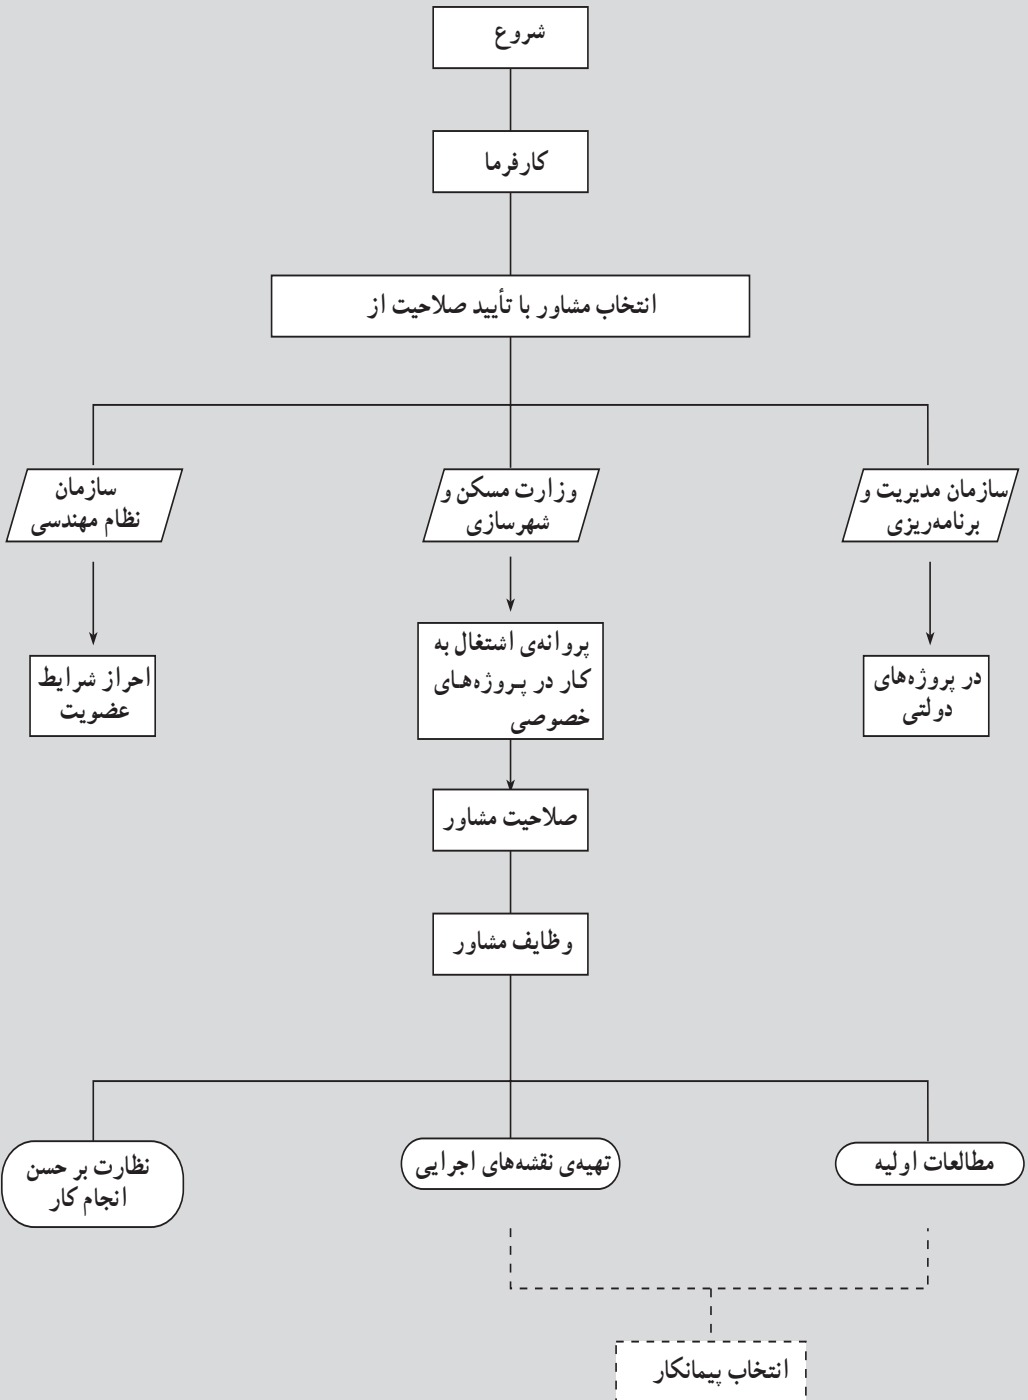 شروع
کارفرما
انتخاب مشاور با تأیید صلاحیت از
سازمان مدیریت و
برنامه‌ریزی
وزارت مسکن و
شهرسازی
سازمان
نظام مهندسی
در پروژه‌های
دولتی
پروانه‌ی اشتغال به
کار در پروژه‌های
خصوصی
احراز شرایط
عضویت
صلاحیت مشاور
وظایف مشاور
مطالعات اولیه
تهیه‌ی نقشه‌های اجرایی
نظارت بر حسن
انجام کار
انتخاب پیمانکار